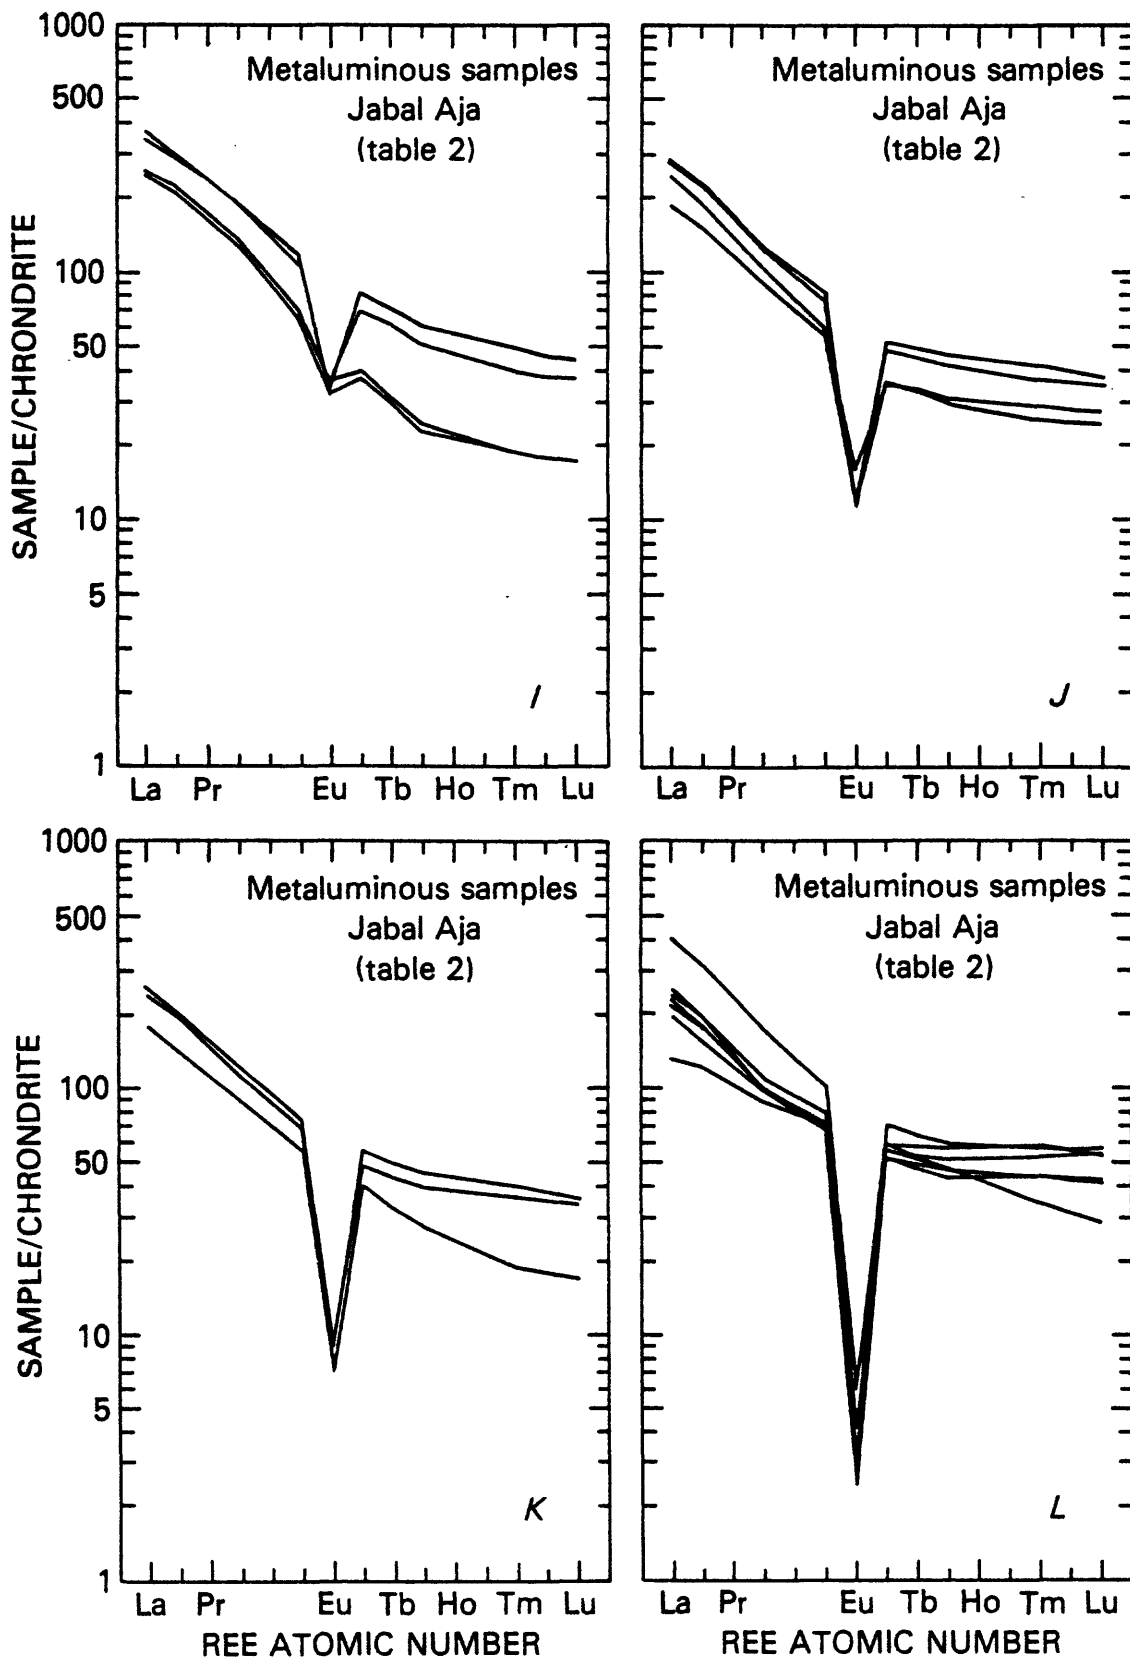 1000
500
100
50
10
5
1
SAMPLE/CHRONDRITE
Metaluminous samples
Jabal Aja
(table 2)
I
La Pr Eu Tb Ho Tm Lu
Metaluminous samples
Jabal Aja
(table 2)
J
La Pr Eu Tb Ho Tm Lu
1000
500
100
50
10
5
1
SAMPLE/CHRONDRITE
Metaluminous samples
Jabal Aja
(table 2)
K
La Pr Eu Tb Ho Tm Lu
REE ATOMIC NUMBER
Metaluminous samples
Jabal Aja
(table 2)
L
La Pr Eu Tb Ho Tm Lu
REE ATOMIC NUMBER